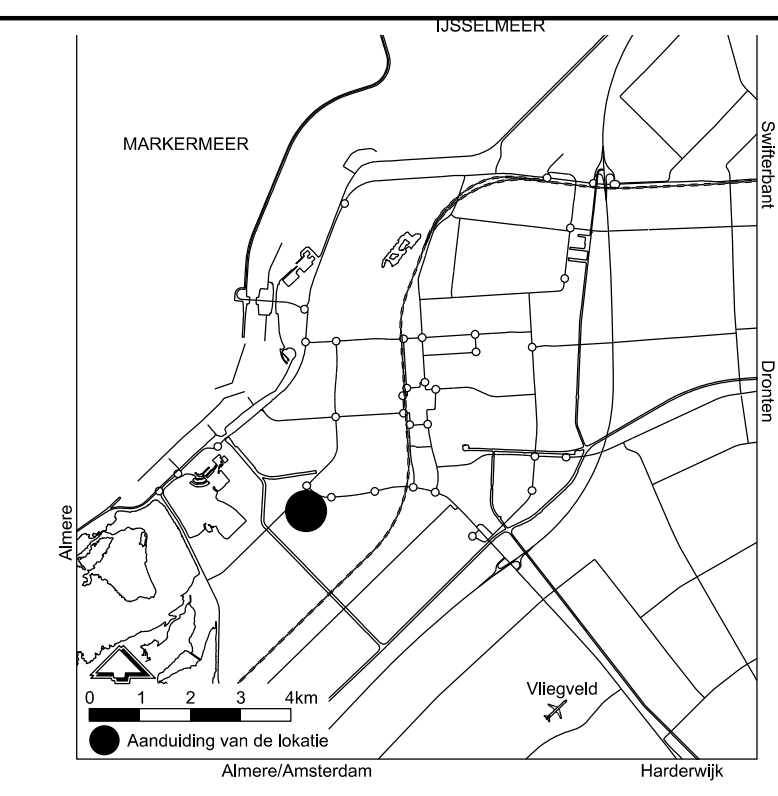 IJSSELMEER
MARKERMEER
Swifterbant
Dronten
Almere
Vliegveld
0 1 2 3 4km
Aanduiding van de lokatie
Almere/Amsterdam
Harderwijk